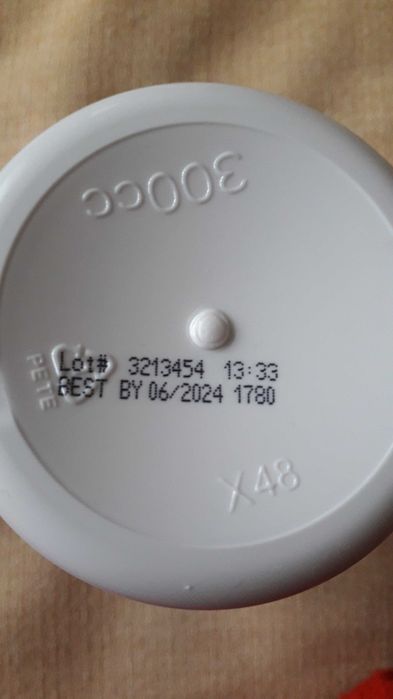 300cc
PETE
Lot# 3213454 13:33
BEST BY 06/2024 1780
X48